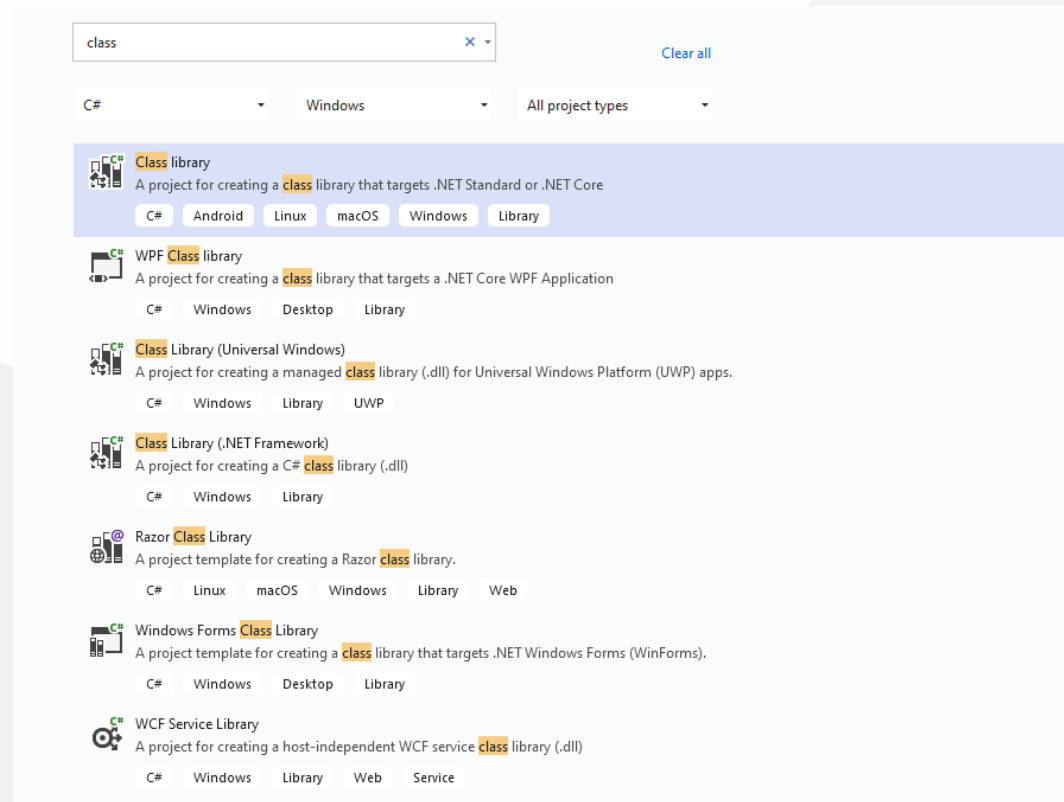 class
Clear all
C# Windows All project types
C#
Class library
A project for creating a class library that targets .NET Standard or .NET Core
C# Android Linux macOS Windows Library
C#
WPF Class library
A project for creating a class library that targets a .NET Core WPF Application
C# Windows Desktop Library
C#
Class Library (Universal Windows)
A project for creating a managed class library (.dll) for Universal Windows Platform (UWP) apps.
C# Windows Library UWP
C#
Class Library (.NET Framework)
A project for creating a C# class library (.dll)
C# Windows Library
@
Razor Class Library
A project template for creating a Razor class library.
C# Linux macOS Windows Library Web
C#
Windows Forms Class Library
A project template for creating a class library that targets .NET Windows Forms (WinForms).
C# Windows Desktop Library
C#
WCF Service Library
A project for creating a host-independent WCF service class library (.dll)
C# Windows Library Web Service